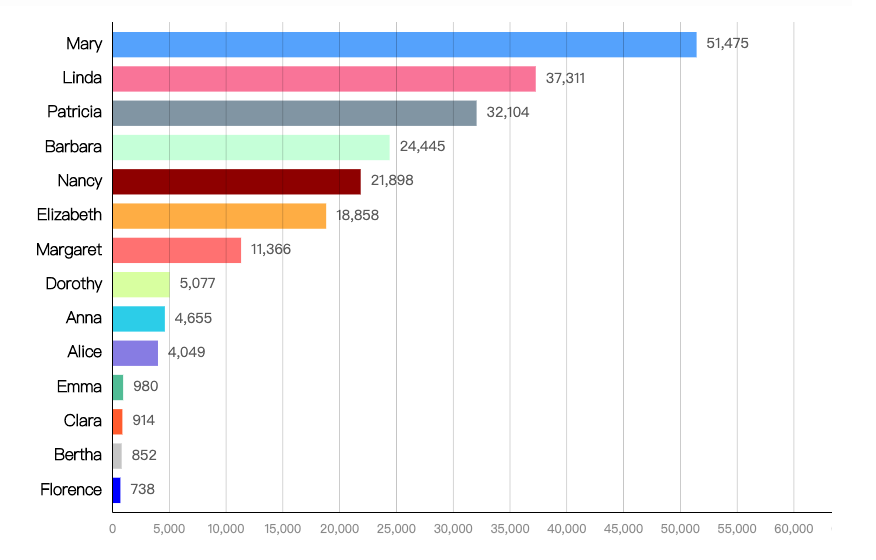 Mary 51,475
Linda 37,311
Patricia 32,104
Barbara 24,445
Nancy 21,898
Elizabeth 18,858
Margaret 11,366
Dorothy 5,077
Anna 4,655
Alice 4,049
Emma 980
Clara 914
Bertha 852
Florence 738
0 5,000 10,000 15,000 20,000 25,000 30,000 35,000 40,000 45,000 50,000 55,000 60,000